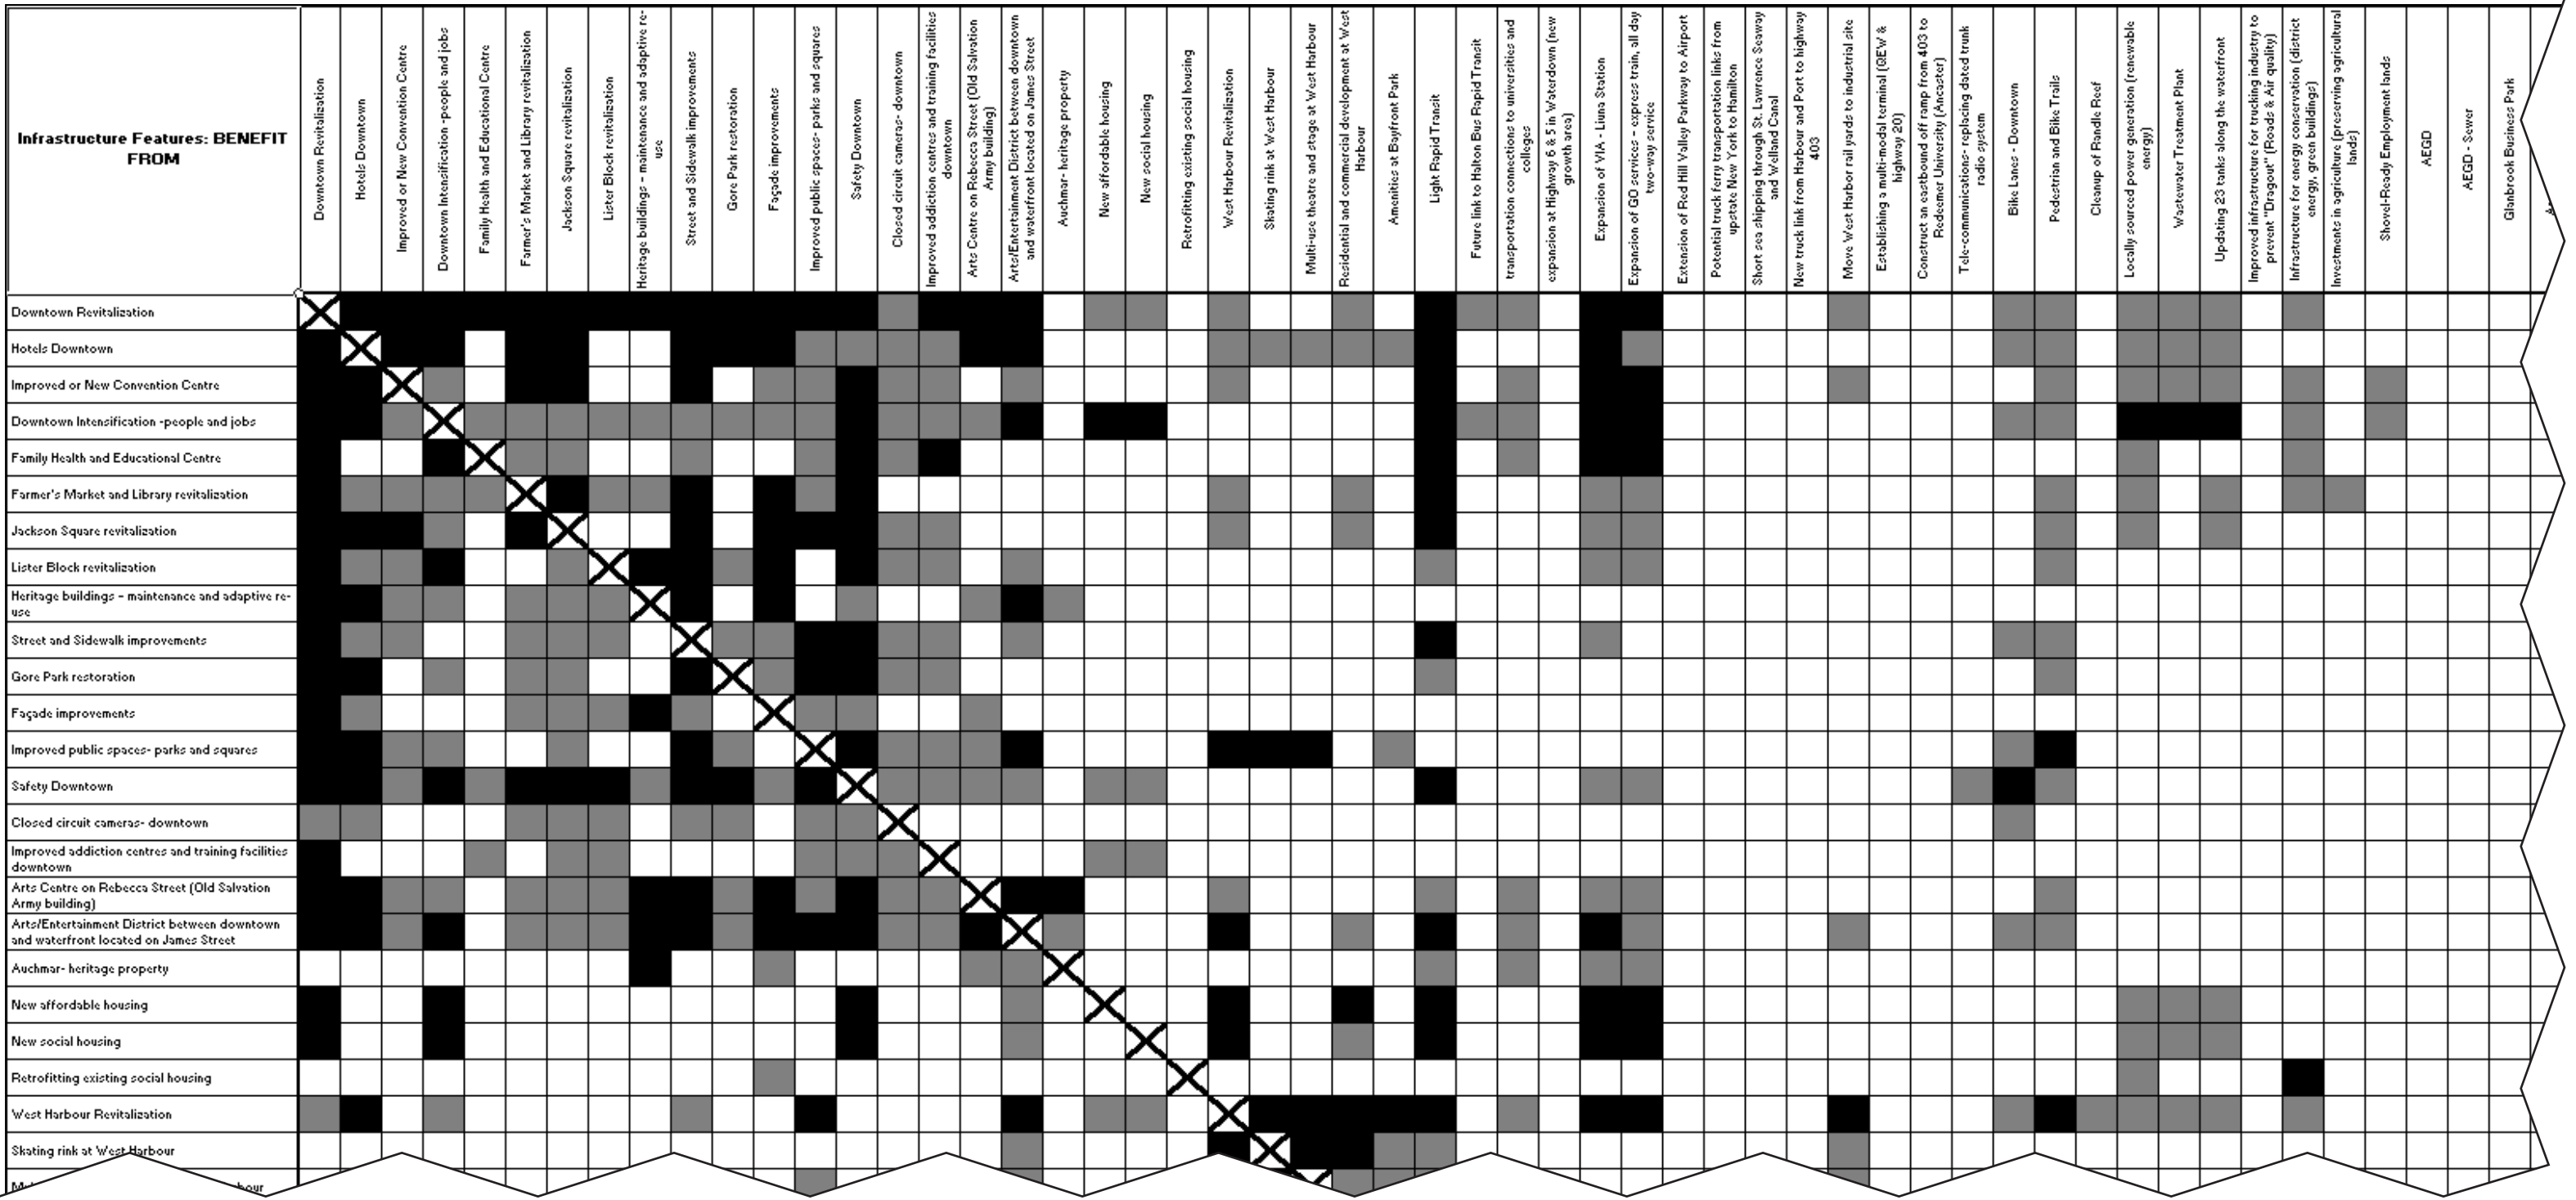 Infrastructure Features: BENEFIT
FROM
Downtown Revitalization
Hotels Downtown
Improved or New Convention Centre
Downtown Intensification -people and jobs
Family Health and Educational Centre
Farmer's Market and Library revitalization
Jackson Square revitalization
Lister Block revitalization
Heritage buildings - maintenance and adaptive re-
use
Street and Sidewalk improvements
Gore Park restoration
Façade improvements
Improved public spaces- parks and squares
Safety Downtown
Closed circuit cameras- downtown
Improved addiction centres and training facilities
downtown
Arts Centre on Rebecca Street (Old Salvation
Army building)
Arts/Entertainment District between downtown
and waterfront located on James Street
Auchmar- heritage property
New affordable housing
New social housing
Retrofitting existing social housing
West Harbour Revitalization
Skating rink at West Harbour
Multi-use theatre and stage at West Harbour
Residential and commercial development at West
Harbour
Amenities at Bayfront Park
Light Rapid Transit
Future link to Halton Bus Rapid Transit
transportation connections to universities and
colleges
expansion at Highway 6 & 5 in Waterdown (new
growth area)
Expansion of VIA - Liuna Station
Expansion of GO services - express train, all day
two-way service
Extension of Red Hill Valley Parkway to Airport
Potential truck ferry transportation links from
upstate New York to Hamilton
Short sea shipping through St. Lawrence Seaway
and Welland Canal
New truck link from Harbour and Port to highway
403
Move West Harbor rail yards to industrial site
Establishing a multi-modal terminal (QEW &
highway 20)
Construct an eastbound off ramp from 403 to
Redeemer University (Ancaster)
Tele-communications- replacing dated trunk
radio system
Bike Lanes - Downtown
Pedestrian and Bike Trails
Cleanup of Randle Reef
Locally sourced power generation (renewable
energy)
Wastewater Treatment Plant
Updating 23 tanks along the waterfront
Improved infrastructure for trucking industry to
prevent "Dragout" (Roads & Air quality)
Infrastructure for energy conservation (district
energy, green buildings)
Investments in agriculture (preserving agricultural
lands)
Shovel-Ready Employment lands
AEGD
AEGD - Sewer
Glanbrook Business Park
Downtown Revitalization
Hotels Downtown
Improved or New Convention Centre
Downtown Intensification -people and jobs
Family Health and Educational Centre
Farmer's Market and Library revitalization
Jackson Square revitalization
Lister Block revitalization
Heritage buildings - maintenance and adaptive re-
use
Street and Sidewalk improvements
Gore Park restoration
Façade improvements
Improved public spaces- parks and squares
Safety Downtown
Closed circuit cameras- downtown
Improved addiction centres and training facilities
downtown
Arts Centre on Rebecca Street (Old Salvation
Army building)
Arts/Entertainment District between downtown
and waterfront located on James Street
Auchmar- heritage property
New affordable housing
New social housing
Retrofitting existing social housing
West Harbour Revitalization
Skating rink at West Harbour